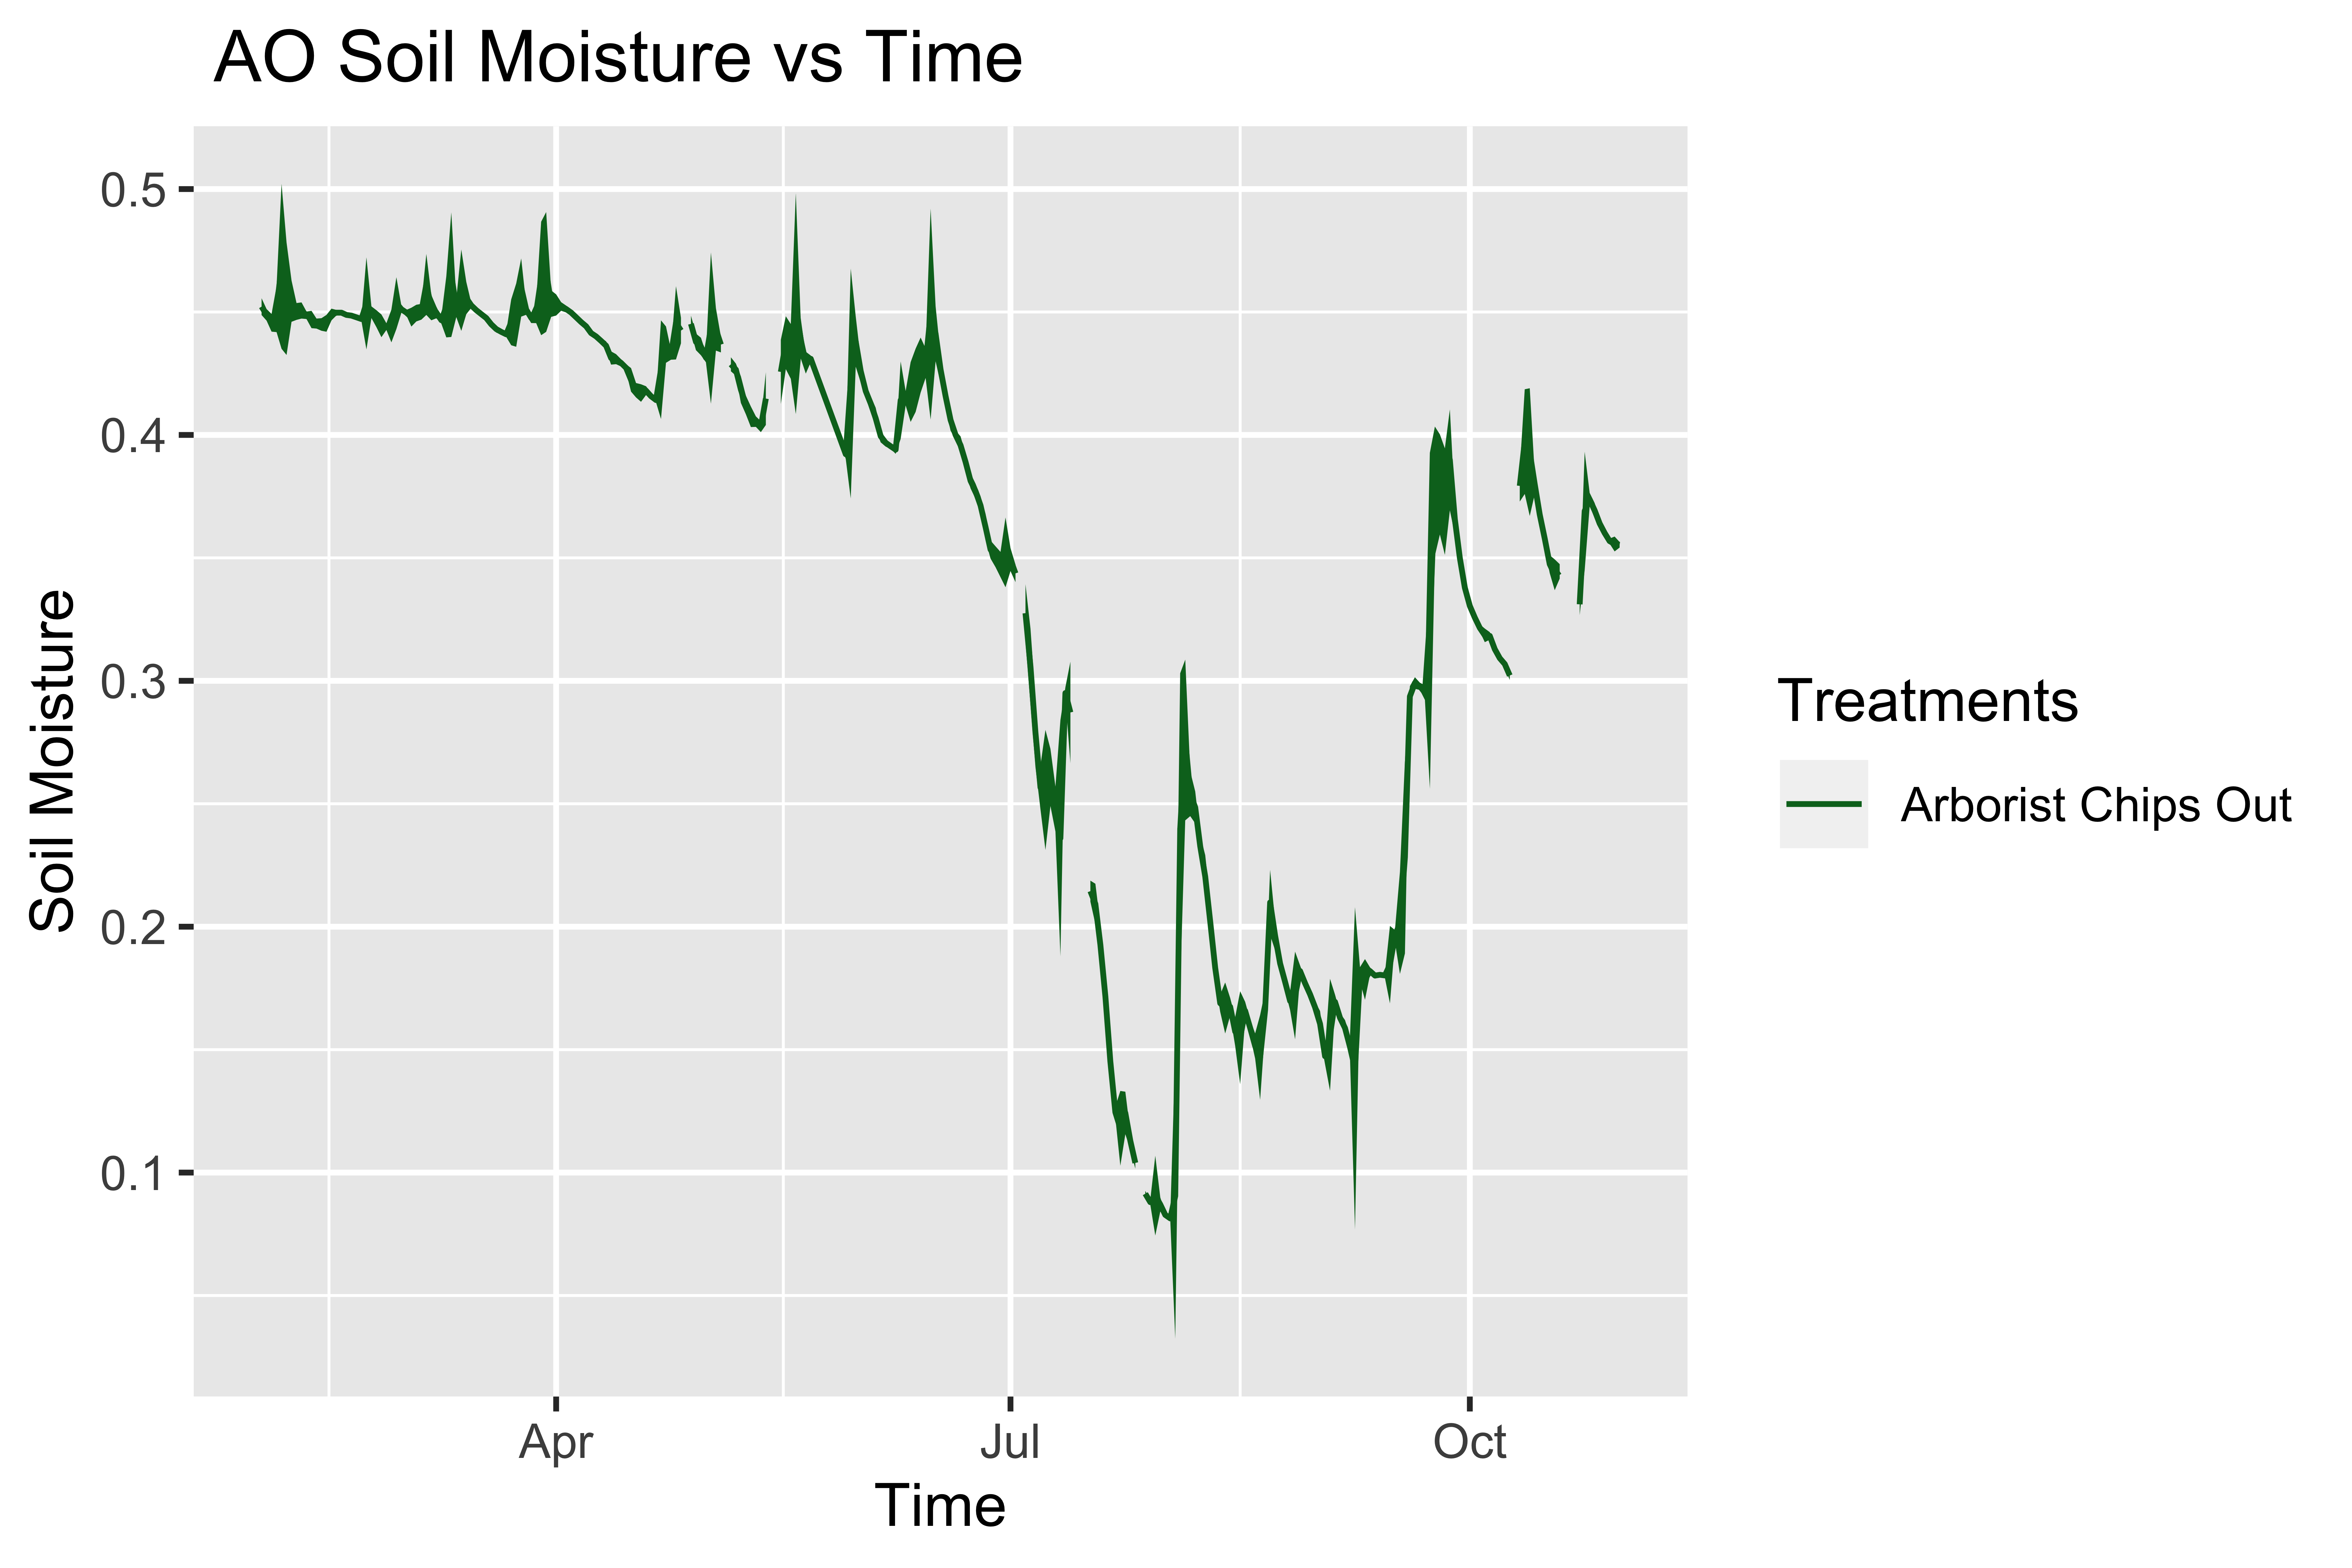 AO Soil Moisture vs Time
Soil Moisture
0.5
0.4
0.3
0.2
0.1
Apr
Jul
Oct
Time
Treatments
Arborist Chips Out